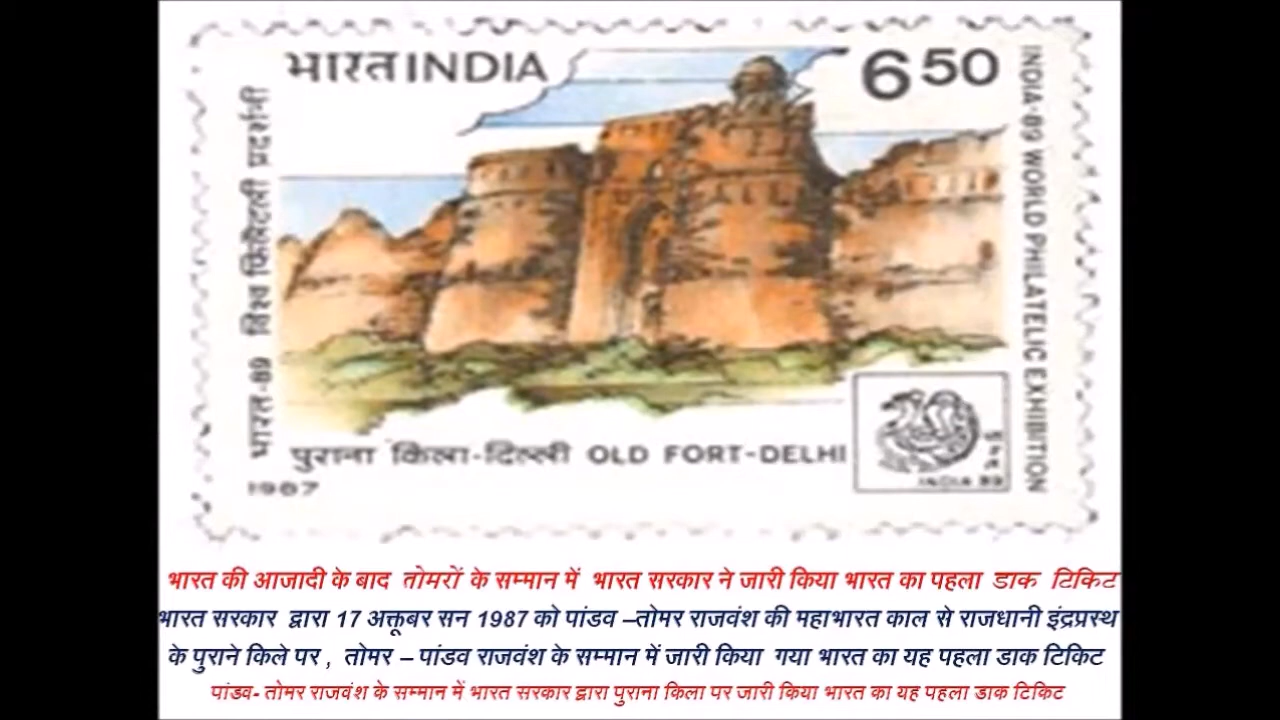 भारत INDIA
6 50
भारत-89 विश्व फिलेटली प्रदर्शनी
INDIA-89 WORLD PHILATELIC EXHIBITION
पुराना किला-दिल्ली OLD FORT-DELHI
INDIA 89
1987
भारत की आजादी के बाद तोमरों के सम्मान में भारत सरकार ने जारी किया भारत का पहला डाक टिकिट
भारत सरकार द्वारा 17 अक्तूबर सन 1987 को पांडव –तोमर राजवंश की महाभारत काल से राजधानी इंद्रप्रस्थ
के पुराने किले पर , तोमर – पांडव राजवंश के सम्मान में जारी किया गया भारत का यह पहला डाक टिकिट
पांडव- तोमर राजवंश के सम्मान में भारत सरकार द्वारा पुराना किला पर जारी किया भारत का यह पहला डाक टिकिट